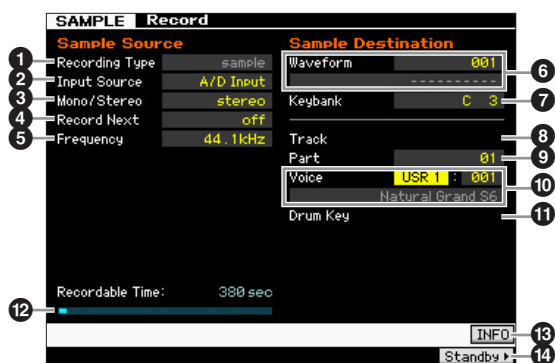 SAMPLE Record
Sample Source
1 Recording Type sample
2 Input Source A/D Input
3 Mono/Stereo stereo
4 Record Next off
5 Frequency 44.1kHz
Sample Destination
Waveform 001
---------- 6
Keybank C 3 7
Track 8
Part 01 9
Voice USR 1 : 001
Natural Grand S6 10
Drum Key 11
Recordable Time: 380 sec
12
INFO 13
Standby 14